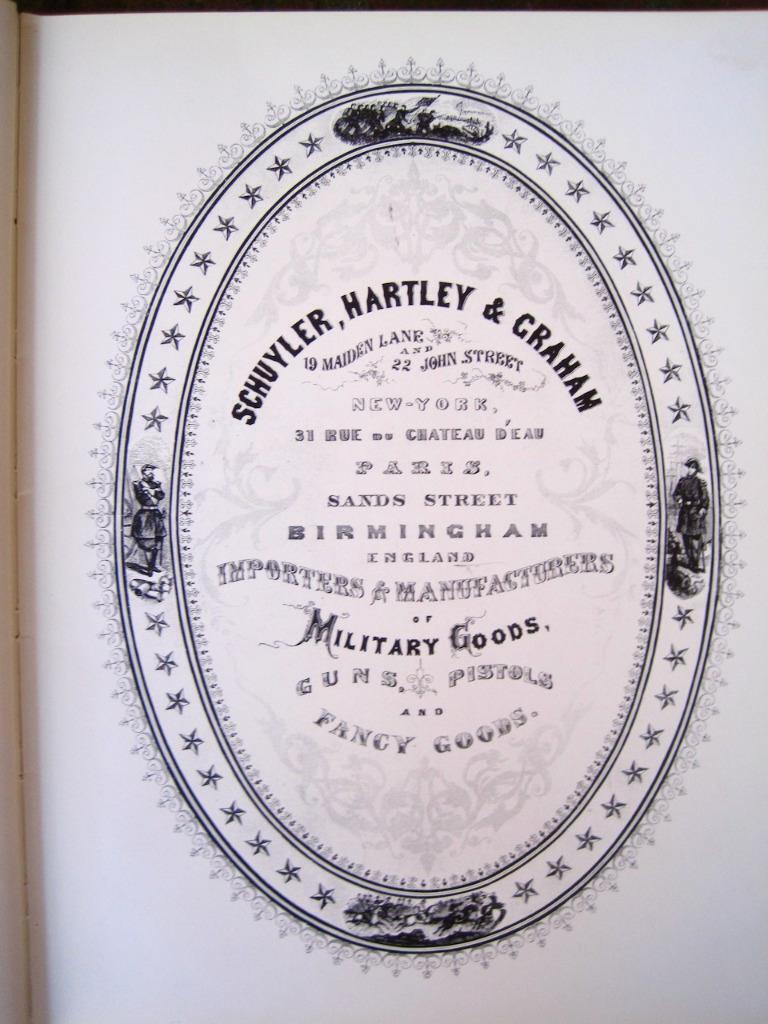 SCHUYLER, HARTLEY & GRAHAM
19 MAIDEN LANE
AND
22 JOHN STREET
NEW-YORK,
31 RUE DU CHATEAU D'EAU
PARIS,
SANDS STREET
BIRMINGHAM
ENGLAND
IMPORTERS & MANUFACTURERS
OF
MILITARY GOODS,
GUNS, PISTOLS
AND
FANCY GOODS.